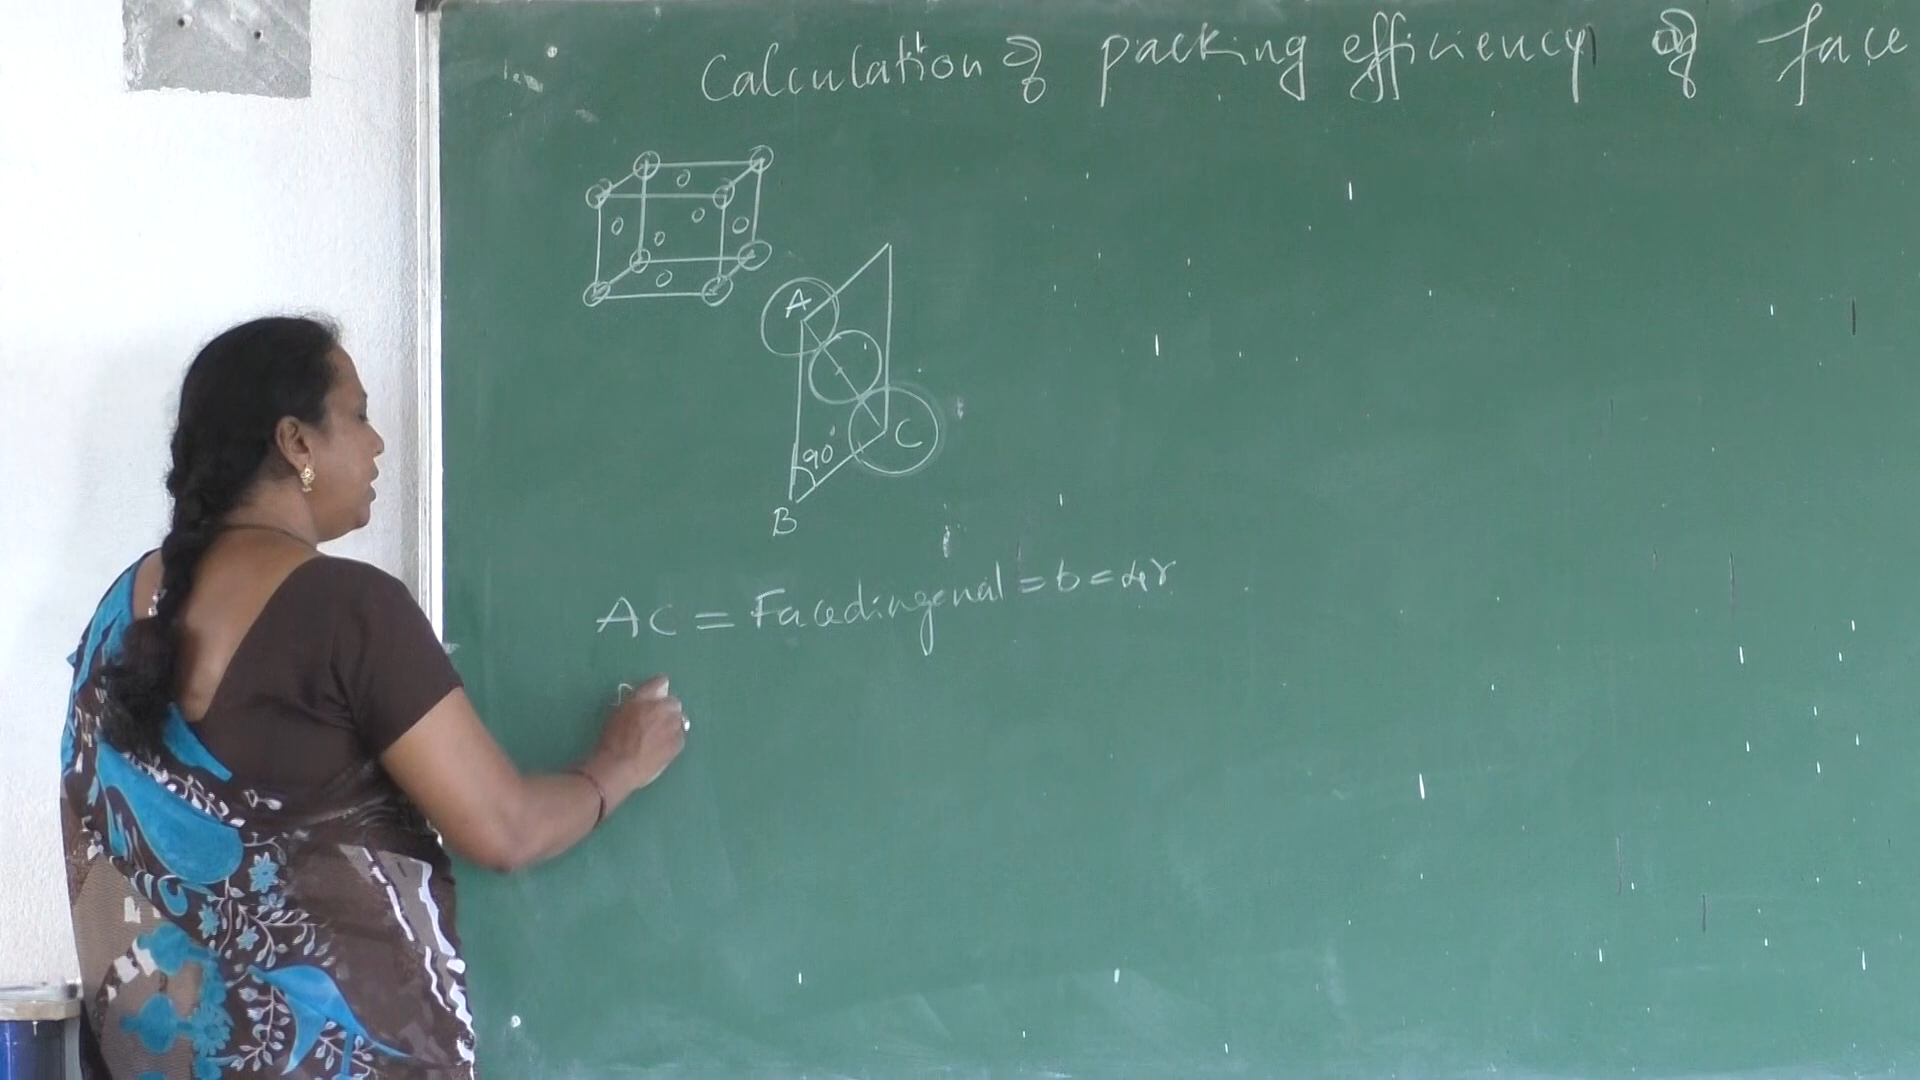 Calculation of packing efficiency of face
A
90°
C
B
AC = Facediagonal = b = 4r